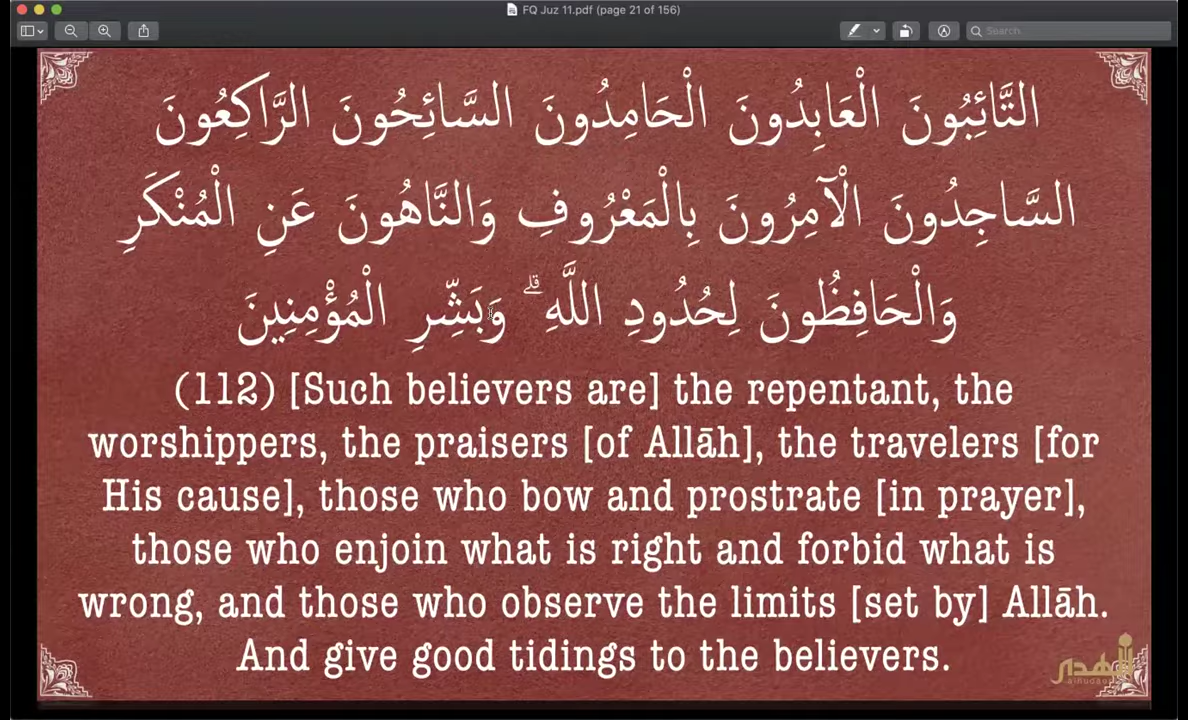 FQ Juz 11.pdf (page 21 of 156)
Search
التَّائِبُونَ الْعَابِدُونَ الْحَامِدُونَ السَّائِحُونَ الرَّاكِعُونَ
السَّاجِدُونَ الْآمِرُونَ بِالْمَعْرُوفِ وَالنَّاهُونَ عَنِ الْمُنْكَرِ
وَالْحَافِظُونَ لِحُدُودِ اللَّهِ ۗ وَبَشِّرِ الْمُؤْمِنِينَ
(112) [Such believers are] the repentant, the
worshippers, the praisers [of Allāh], the travelers [for
His cause], those who bow and prostrate [in prayer],
those who enjoin what is right and forbid what is
wrong, and those who observe the limits [set by] Allāh.
And give good tidings to the believers.
الهدى